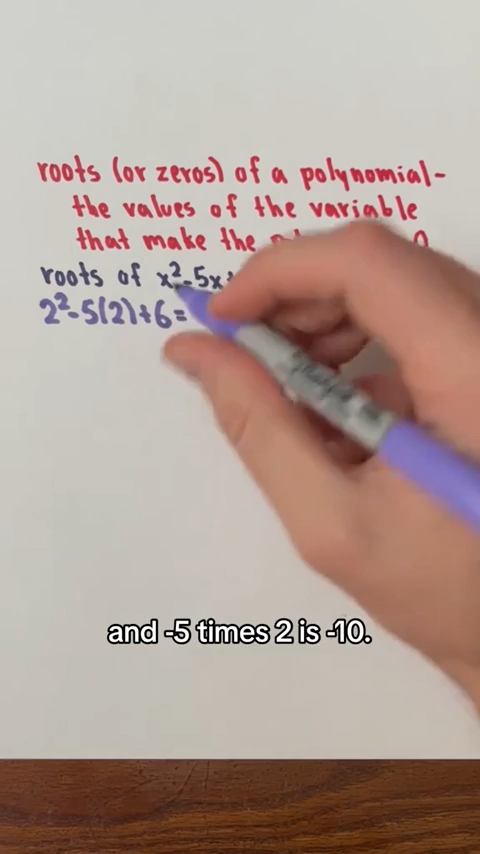 roots (or zeros) of a polynomial-
the values of the variable
that make the
roots of x²-5x
2²-5(2)+6=
and -5 times 2 is -10.